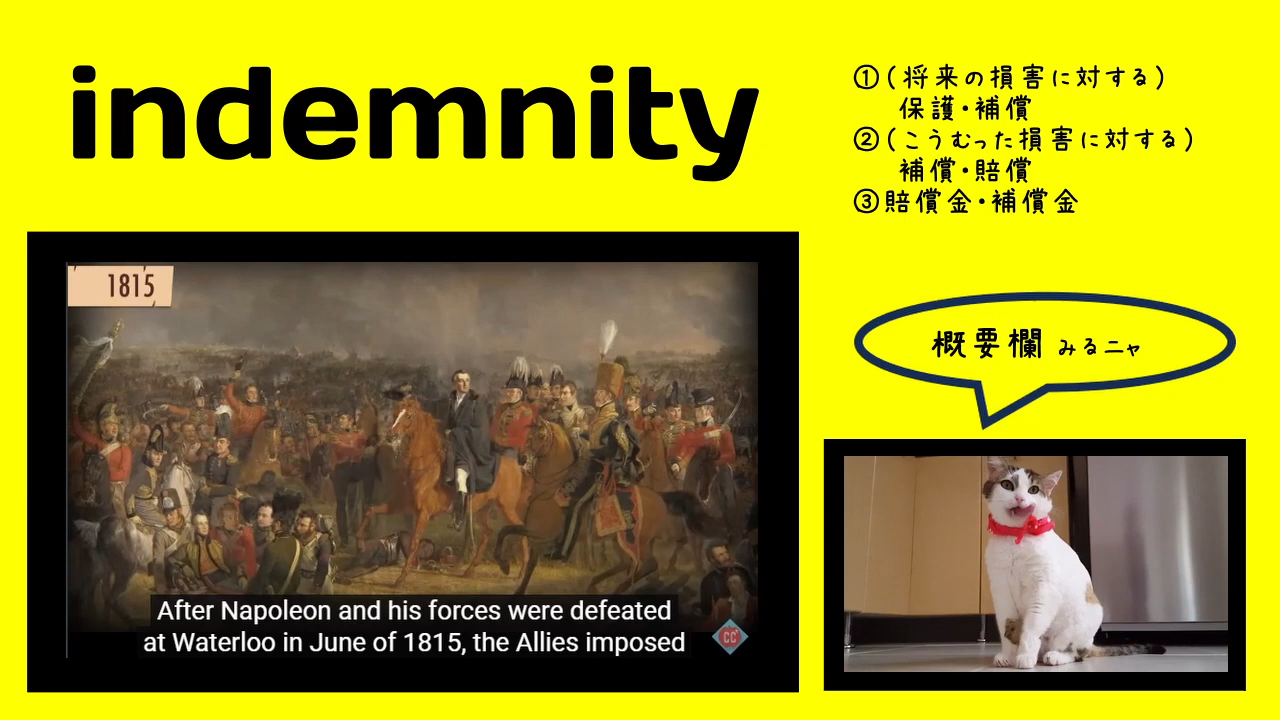 indemnity
①(将来の損害に対する)
保護・補償
②(こうむった損害に対する)
補償・賠償
③賠償金・補償金
1815
After Napoleon and his forces were defeated
at Waterloo in June of 1815, the Allies imposed
CC
概要欄 みるニャ